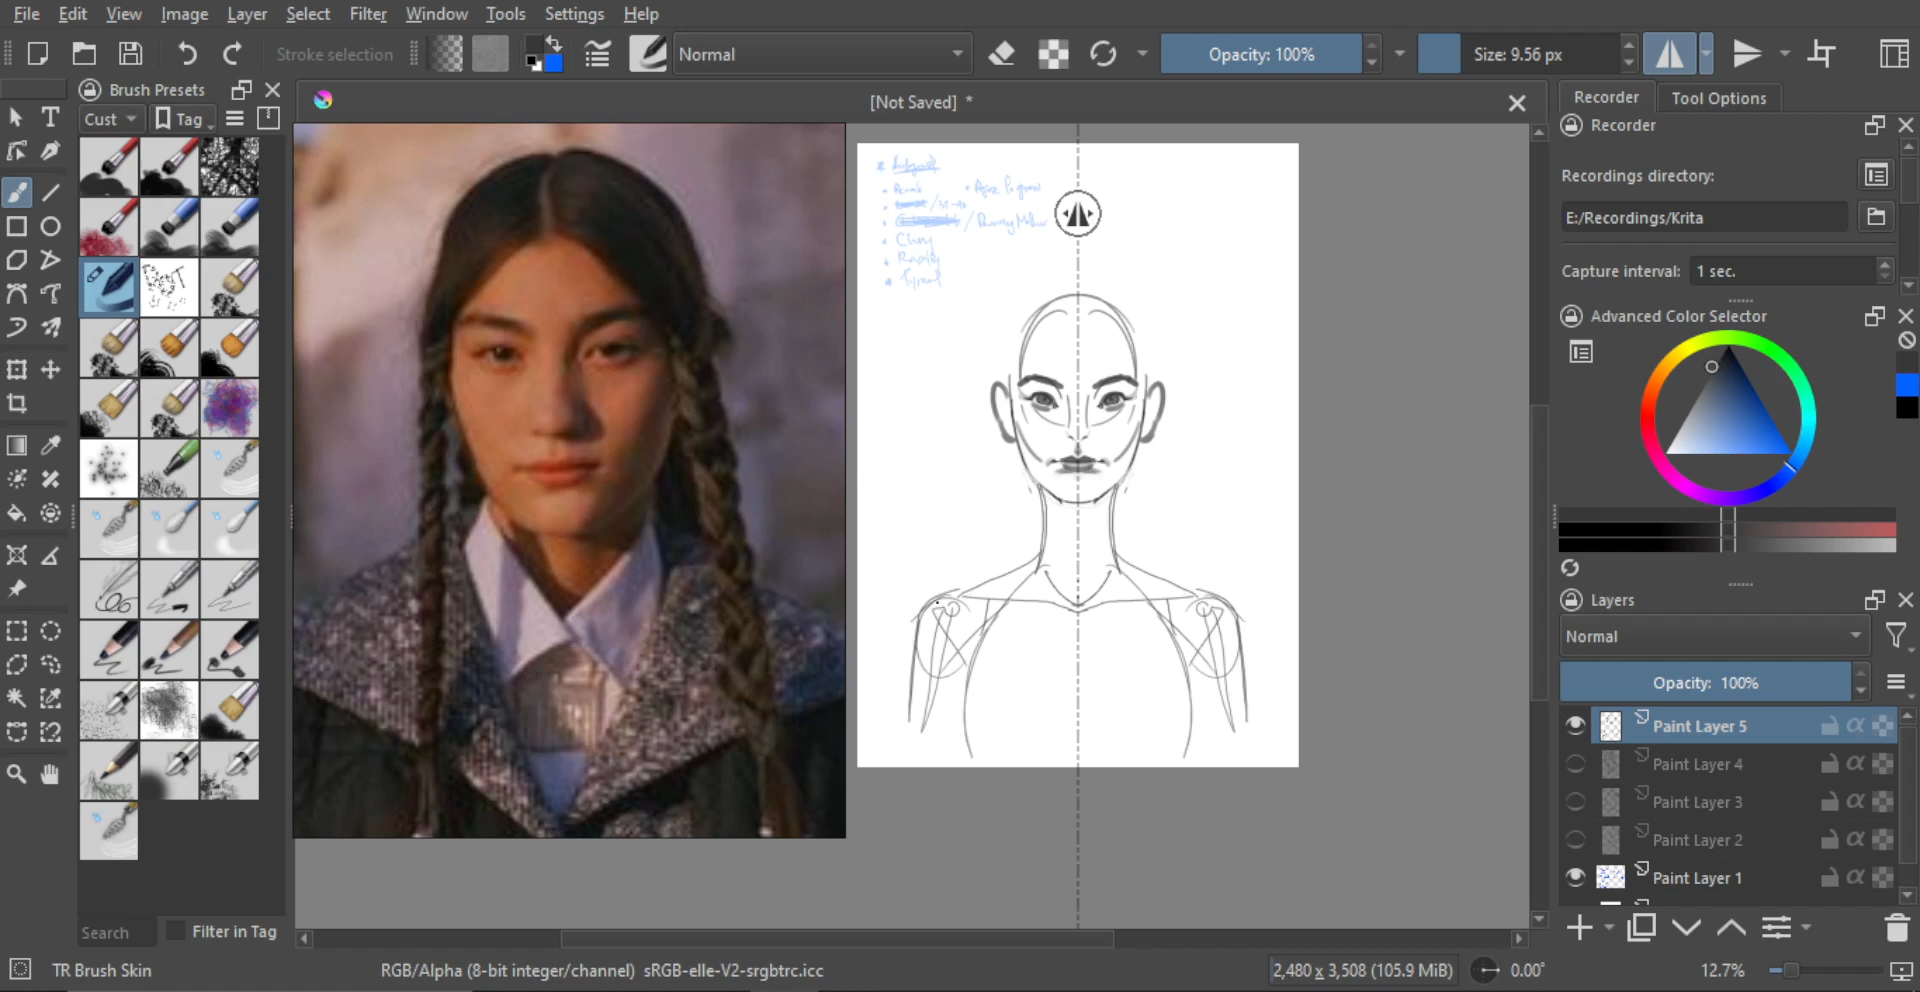 File Edit View Image Layer Select Filter Window Tools Settings Help
Stroke selection Normal Opacity: 100% Size: 9.56 px
Brush Presets
Cust Tag
[Not Saved] *
Recorder Tool Options
Recorder
Recordings directory:
E:/Recordings/Krita
Capture interval: 1 sec.
Advanced Color Selector
Layers
Normal
Opacity: 100%
Paint Layer 5
Paint Layer 4
Paint Layer 3
Paint Layer 2
Paint Layer 1
Search Filter in Tag
TR Brush Skin RGB/Alpha (8-bit integer/channel) sRGB-elle-V2-srgbtrc.icc 2,480 x 3,508 (105.9 MiB) 0.00° 12.7%